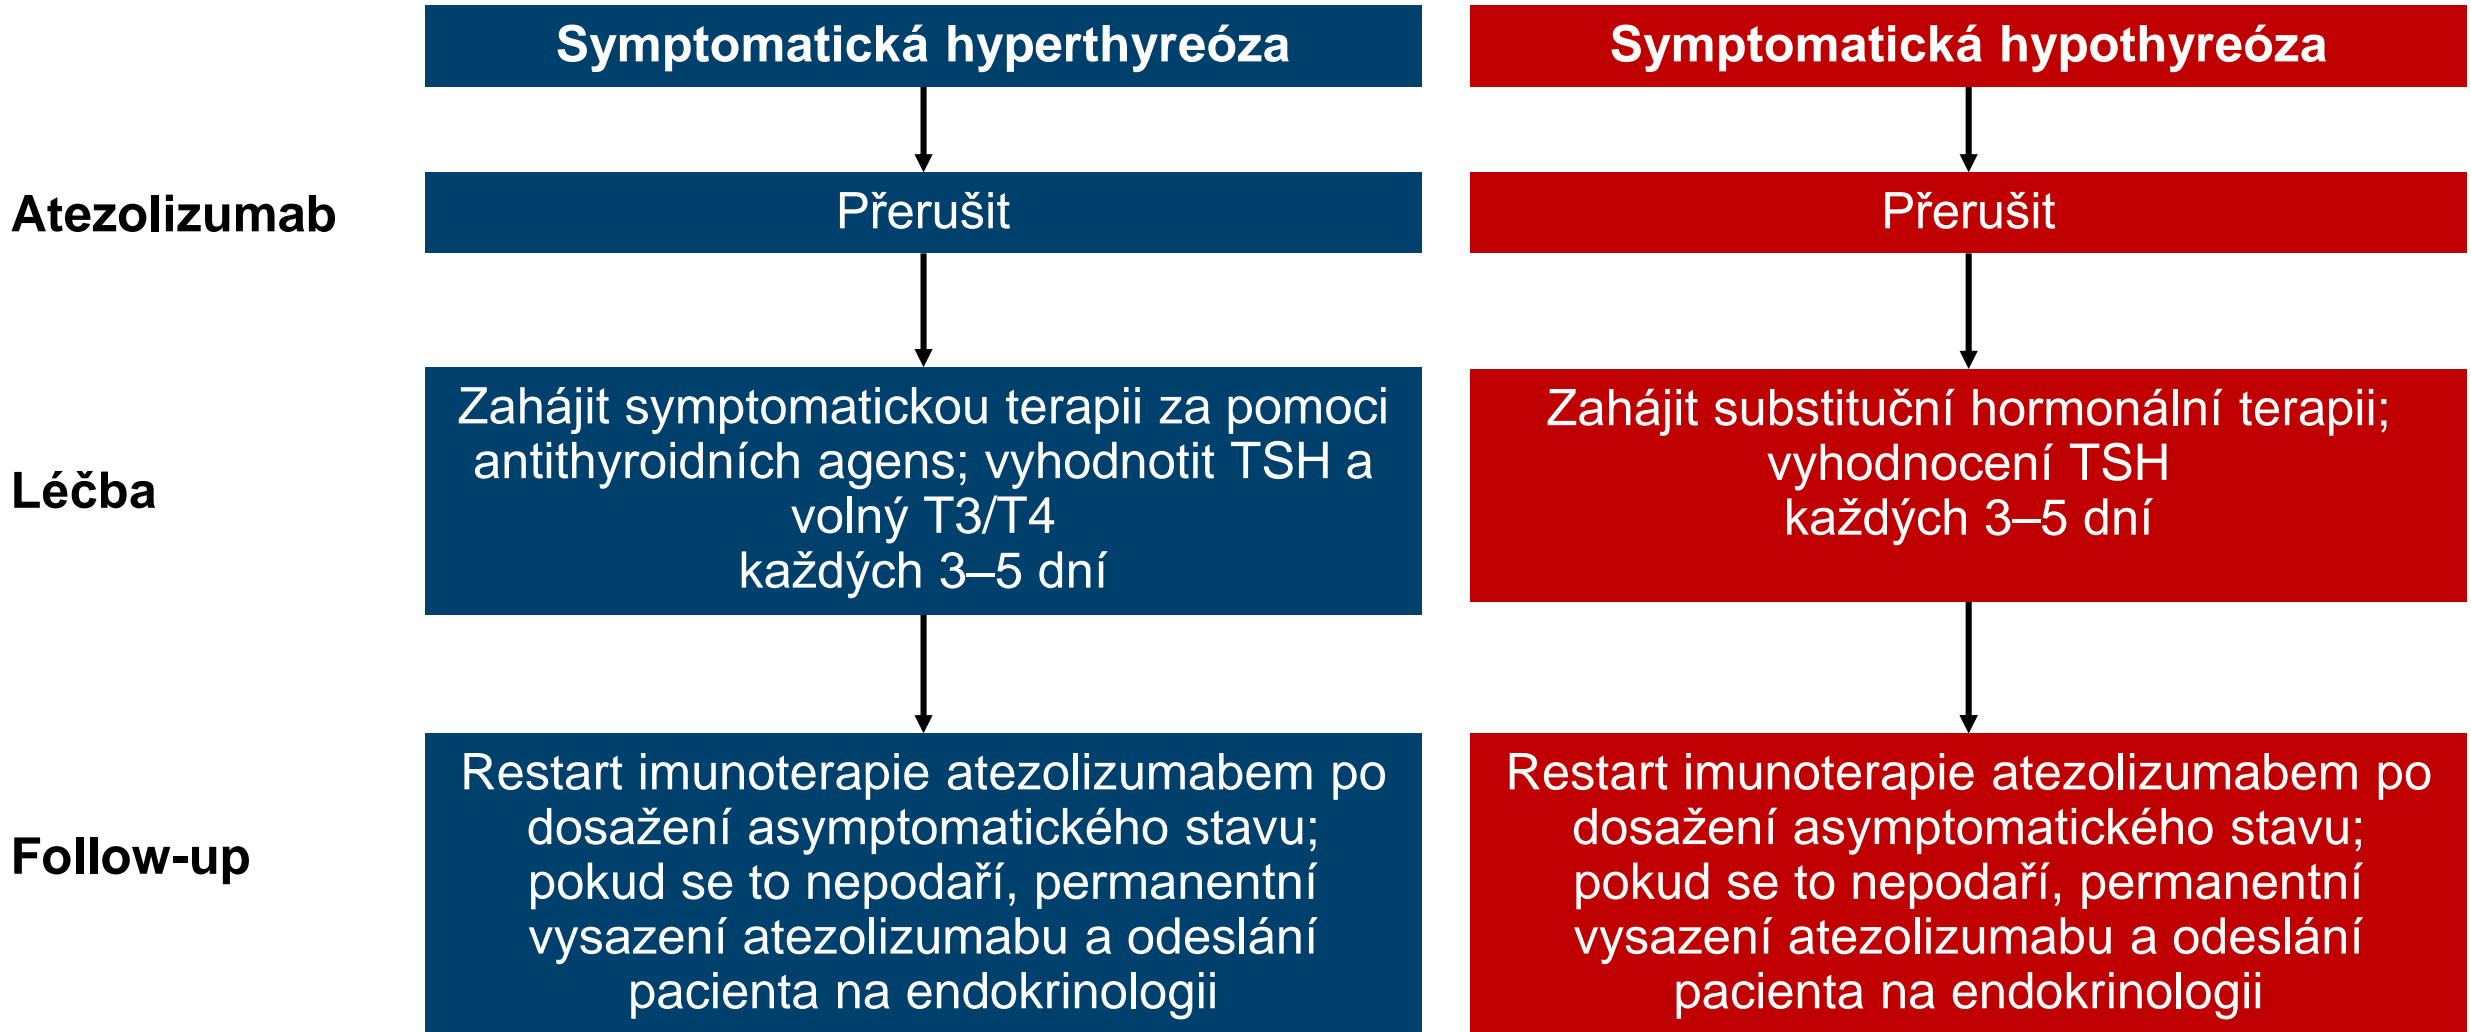 Symptomatická hyperthyreóza
Symptomatická hypothyreóza
Atezolizumab
Přerušit
Přerušit
Léčba
Zahájit symptomatickou terapii za pomoci
antithyroidních agens; vyhodnotit TSH a
volný T3/T4
každých 3–5 dní
Zahájit substituční hormonální terapii;
vyhodnocení TSH
každých 3–5 dní
Follow-up
Restart imunoterapie atezolizumabem po
dosažení asymptomatického stavu;
pokud se to nepodaří, permanentní
vysazení atezolizumabu a odeslání
pacienta na endokrinologii
Restart imunoterapie atezolizumabem po
dosažení asymptomatického stavu;
pokud se to nepodaří, permanentní
vysazení atezolizumabu a odeslání
pacienta na endokrinologii